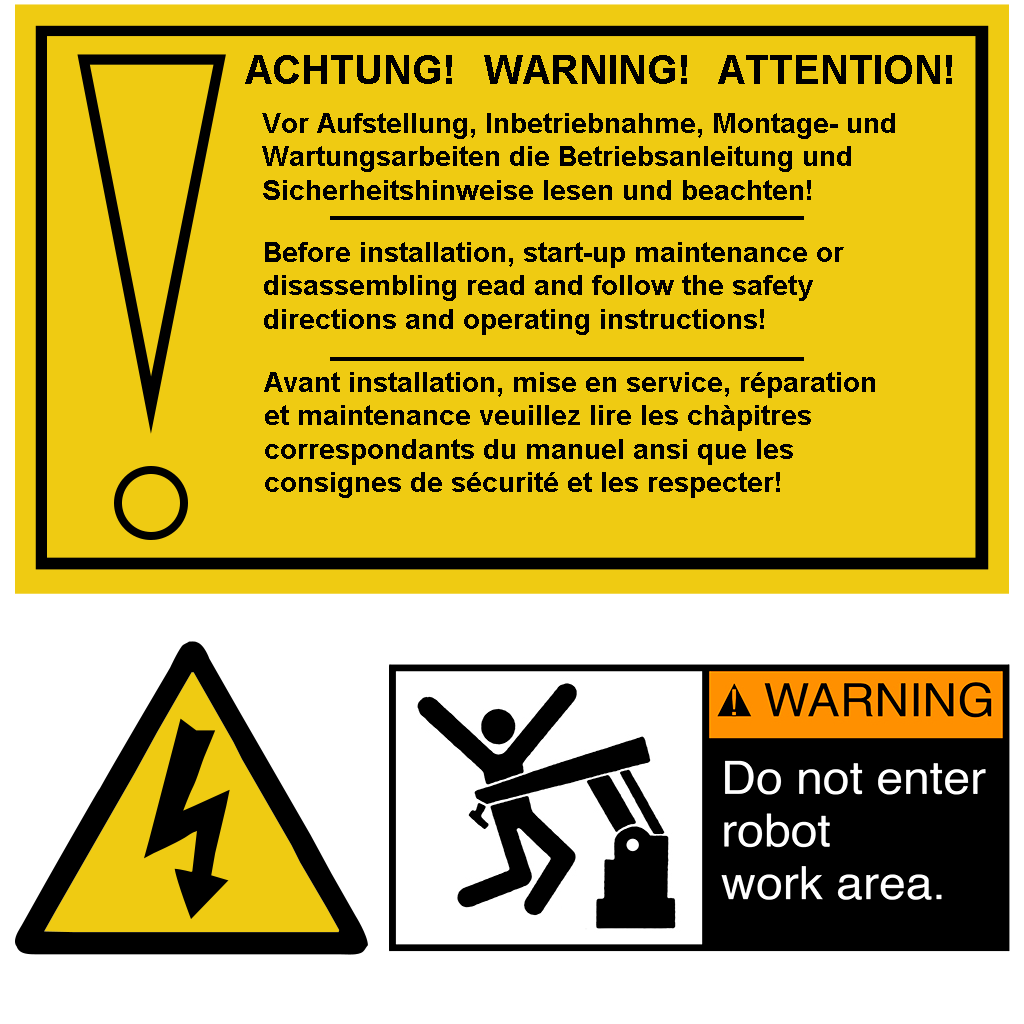 ACHTUNG! WARNING! ATTENTION!
Vor Aufstellung, Inbetriebnahme, Montage- und
Wartungsarbeiten die Betriebsanleitung und
Sicherheitshinweise lesen und beachten!
Before installation, start-up maintenance or
disassembling read and follow the safety
directions and operating instructions!
Avant installation, mise en service, réparation
et maintenance veuillez lire les chàpitres
correspondants du manuel ansi que les
consignes de sécurité et les respecter!
WARNING
Do not enter
robot
work area.